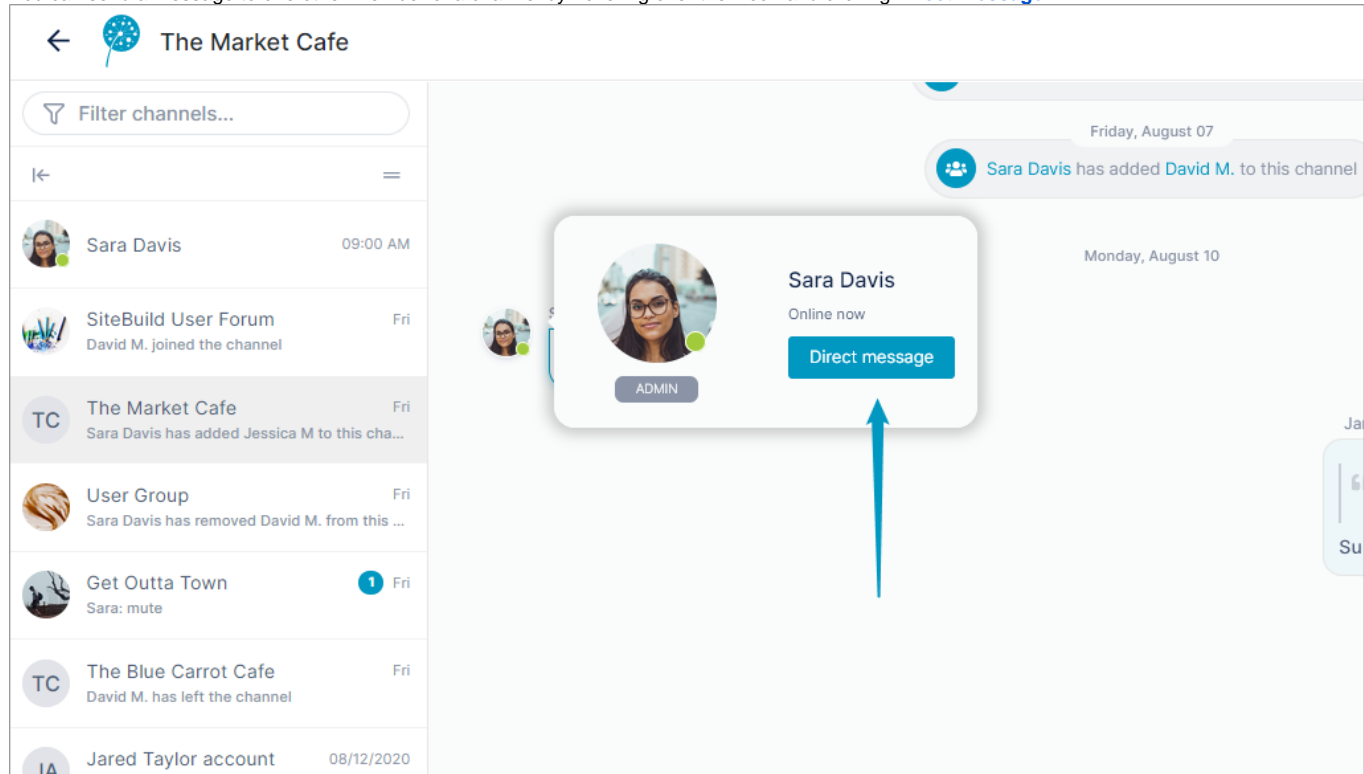 The Market Cafe
Filter channels...
Sara Davis 09:00 AM
SiteBuild User Forum Fri
David M. joined the channel
TC The Market Cafe Fri
Sara Davis has added Jessica M to this cha...
User Group Fri
Sara Davis has removed David M. from this ...
Get Outta Town 1 Fri
Sara: mute
TC The Blue Carrot Cafe Fri
David M. has left the channel
JA Jared Taylor account 08/12/2020
Friday, August 07
Sara Davis has added David M. to this channel
Monday, August 10
Sara Davis
Online now
Direct message
ADMIN